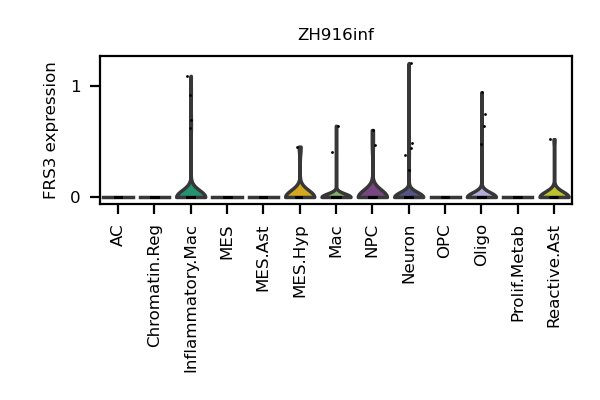 ZH916inf
FRS3 expression
1
0
AC
Chromatin.Reg
Inflammatory.Mac
MES
MES.Ast
MES.Hyp
Mac
NPC
Neuron
OPC
Oligo
Prolif.Metab
Reactive.Ast